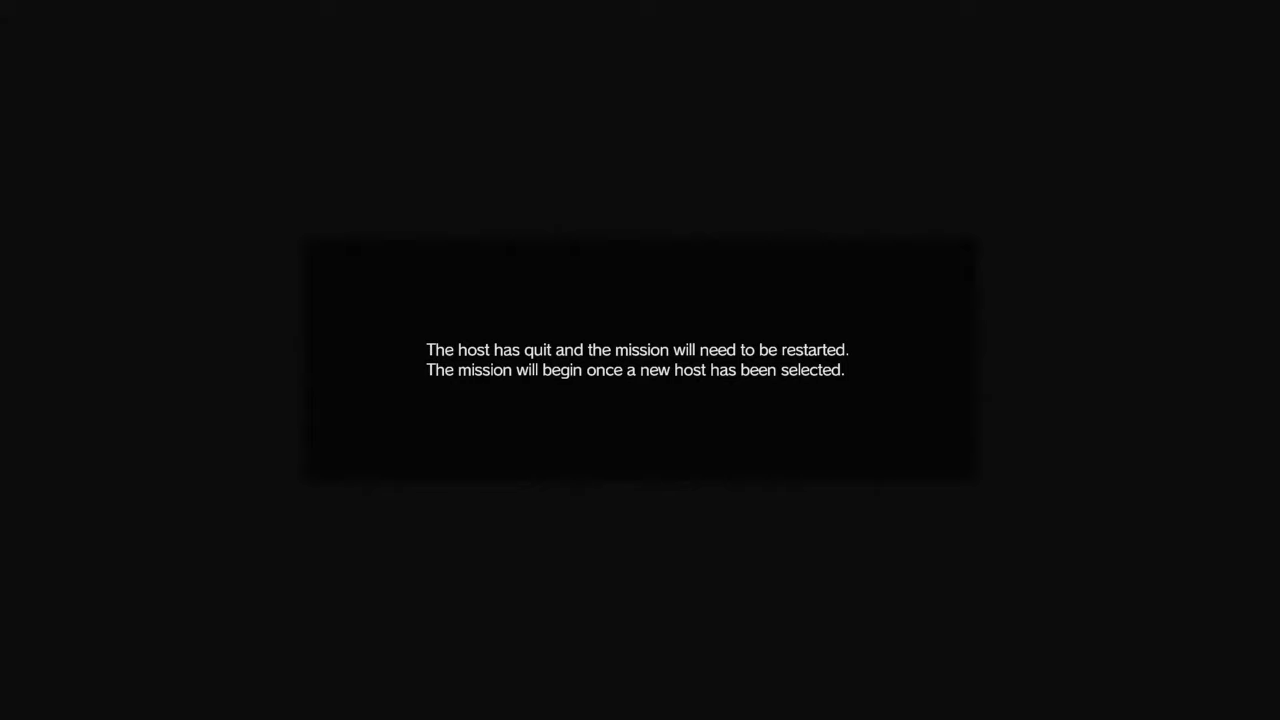 The host has quit and the mission will need to be restarted.
The mission will begin once a new host has been selected.